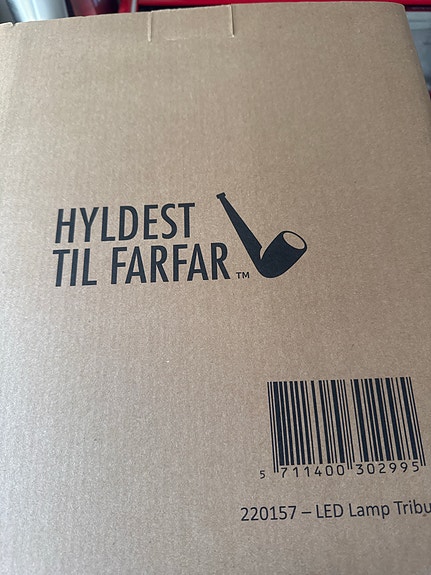 HYLDEST
TIL FARFAR™
5 711400 302995
220157 – LED Lamp